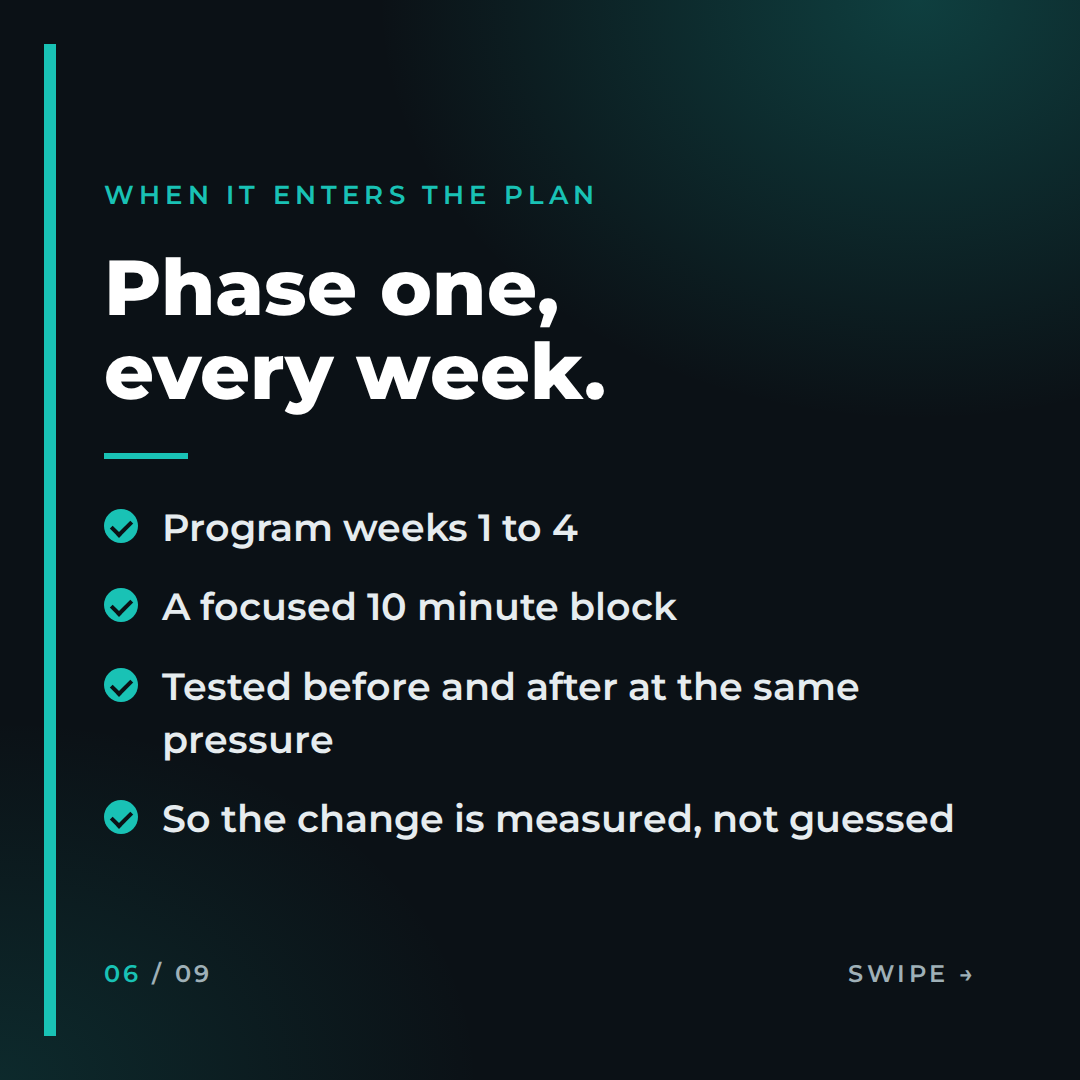 WHEN IT ENTERS THE PLAN
Phase one,
every week.
Program weeks 1 to 4
A focused 10 minute block
Tested before and after at the same
pressure
So the change is measured, not guessed
06 / 09
SWIPE →